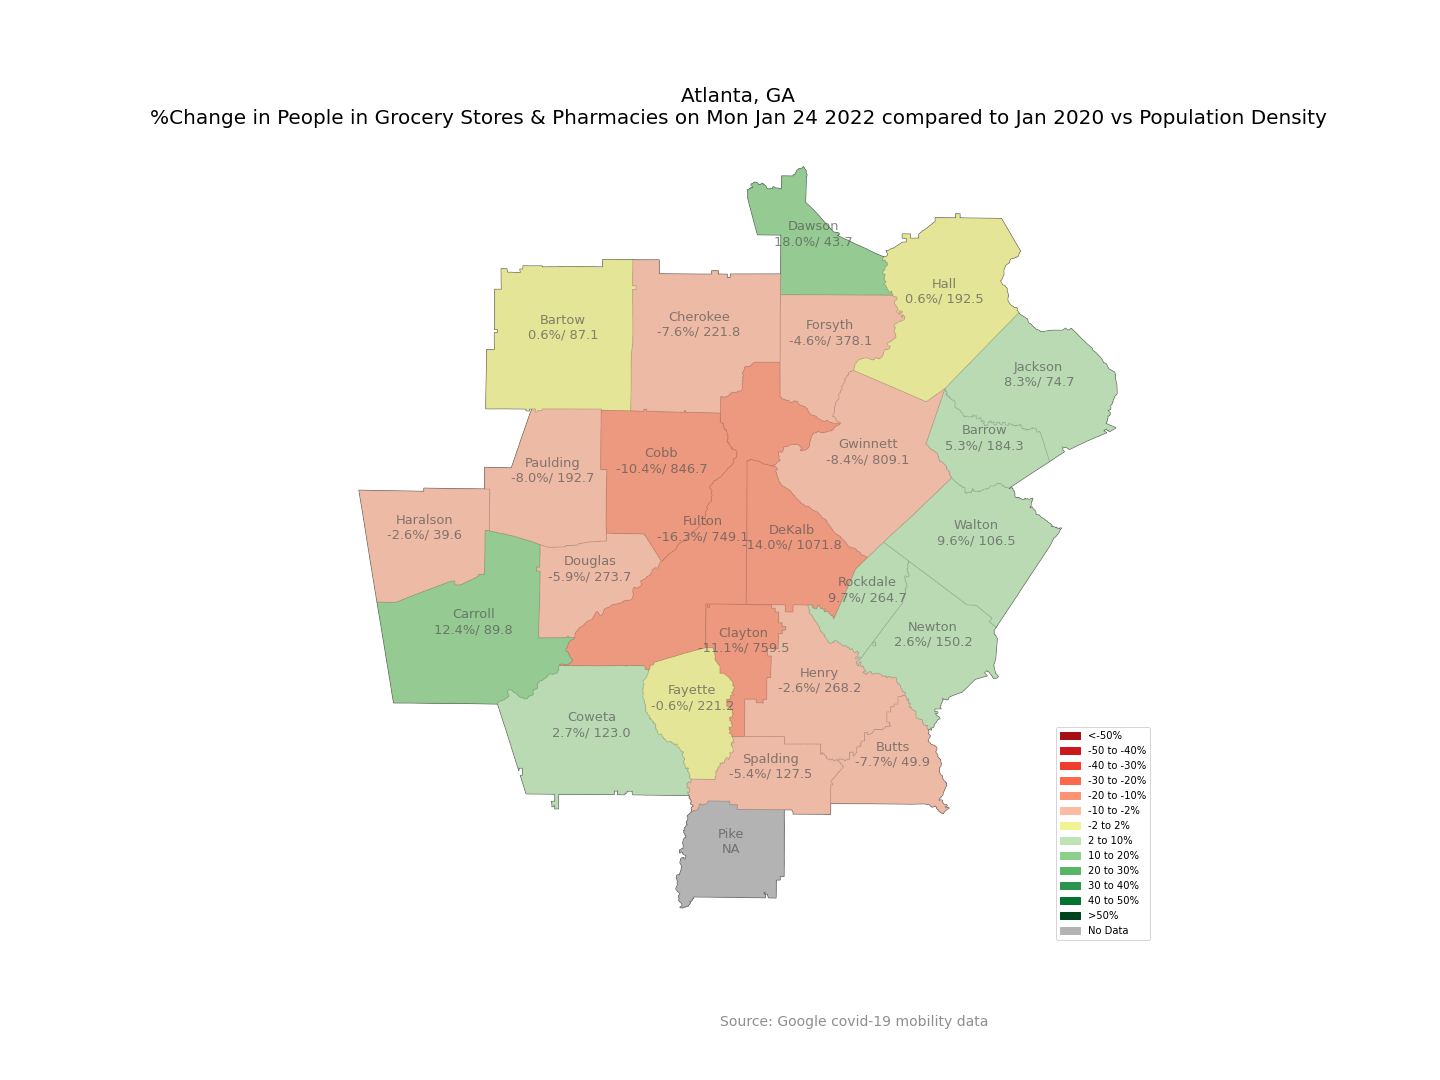 Atlanta, GA
%Change in People in Grocery Stores & Pharmacies on Mon Jan 24 2022 compared to Jan 2020 vs Population Density
Dawson
18.0%/ 43.7
Hall
0.6%/ 192.5
Bartow
0.6%/ 87.1
Cherokee
-7.6%/ 221.8
Forsyth
-4.6%/ 378.1
Jackson
8.3%/ 74.7
Barrow
5.3%/ 184.3
Gwinnett
-8.4%/ 809.1
Cobb
-10.4%/ 846.7
Paulding
-8.0%/ 192.7
Haralson
-2.6%/ 39.6
Fulton
-16.3%/ 749.1
DeKalb
-14.0%/ 1071.8
Walton
9.6%/ 106.5
Douglas
-5.9%/ 273.7
Rockdale
9.7%/ 264.7
Carroll
12.4%/ 89.8
Clayton
-11.1%/ 759.5
Newton
2.6%/ 150.2
Henry
-2.6%/ 268.2
Fayette
-0.6%/ 221.2
Coweta
2.7%/ 123.0
Spalding
-5.4%/ 127.5
Butts
-7.7%/ 49.9
Pike
NA
<-50%
-50 to -40%
-40 to -30%
-30 to -20%
-20 to -10%
-10 to -2%
-2 to 2%
2 to 10%
10 to 20%
20 to 30%
30 to 40%
40 to 50%
>50%
No Data
Source: Google covid-19 mobility data